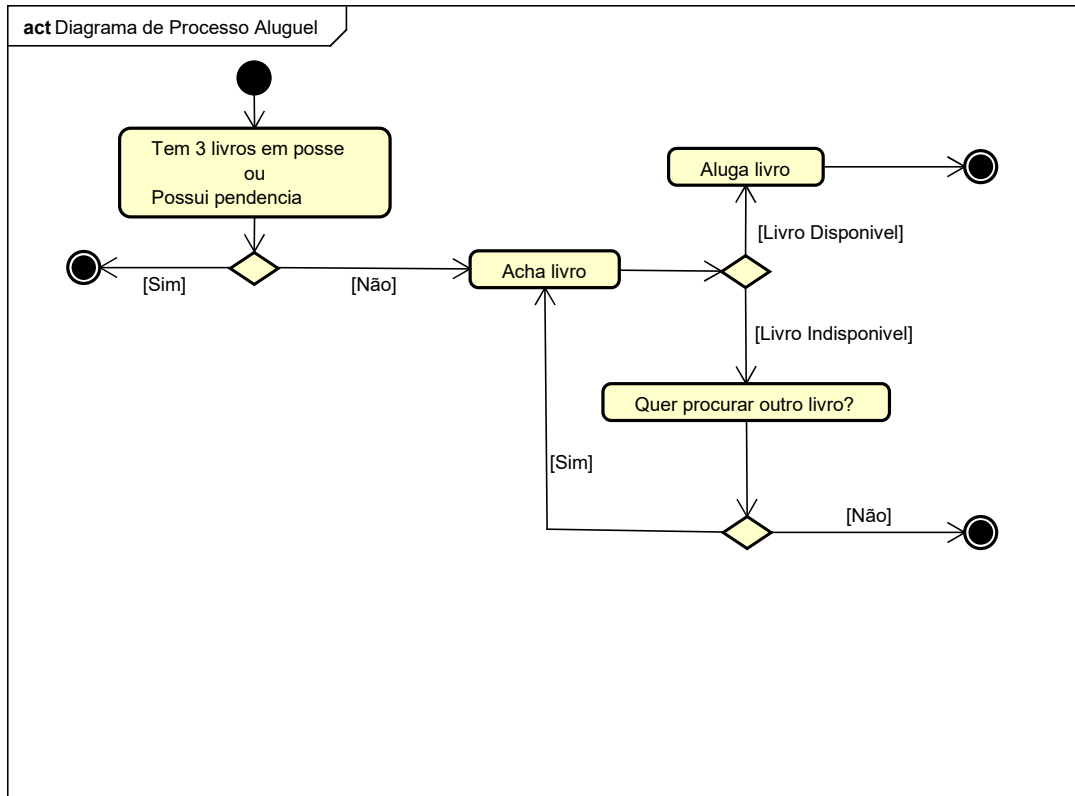 act Diagrama de Processo Aluguel
Tem 3 livros em posse
ou
Possui pendencia
Aluga livro
[Livro Disponivel]
Acha livro
[Sim]
[Não]
[Livro Indisponivel]
Quer procurar outro livro?
[Sim]
[Não]